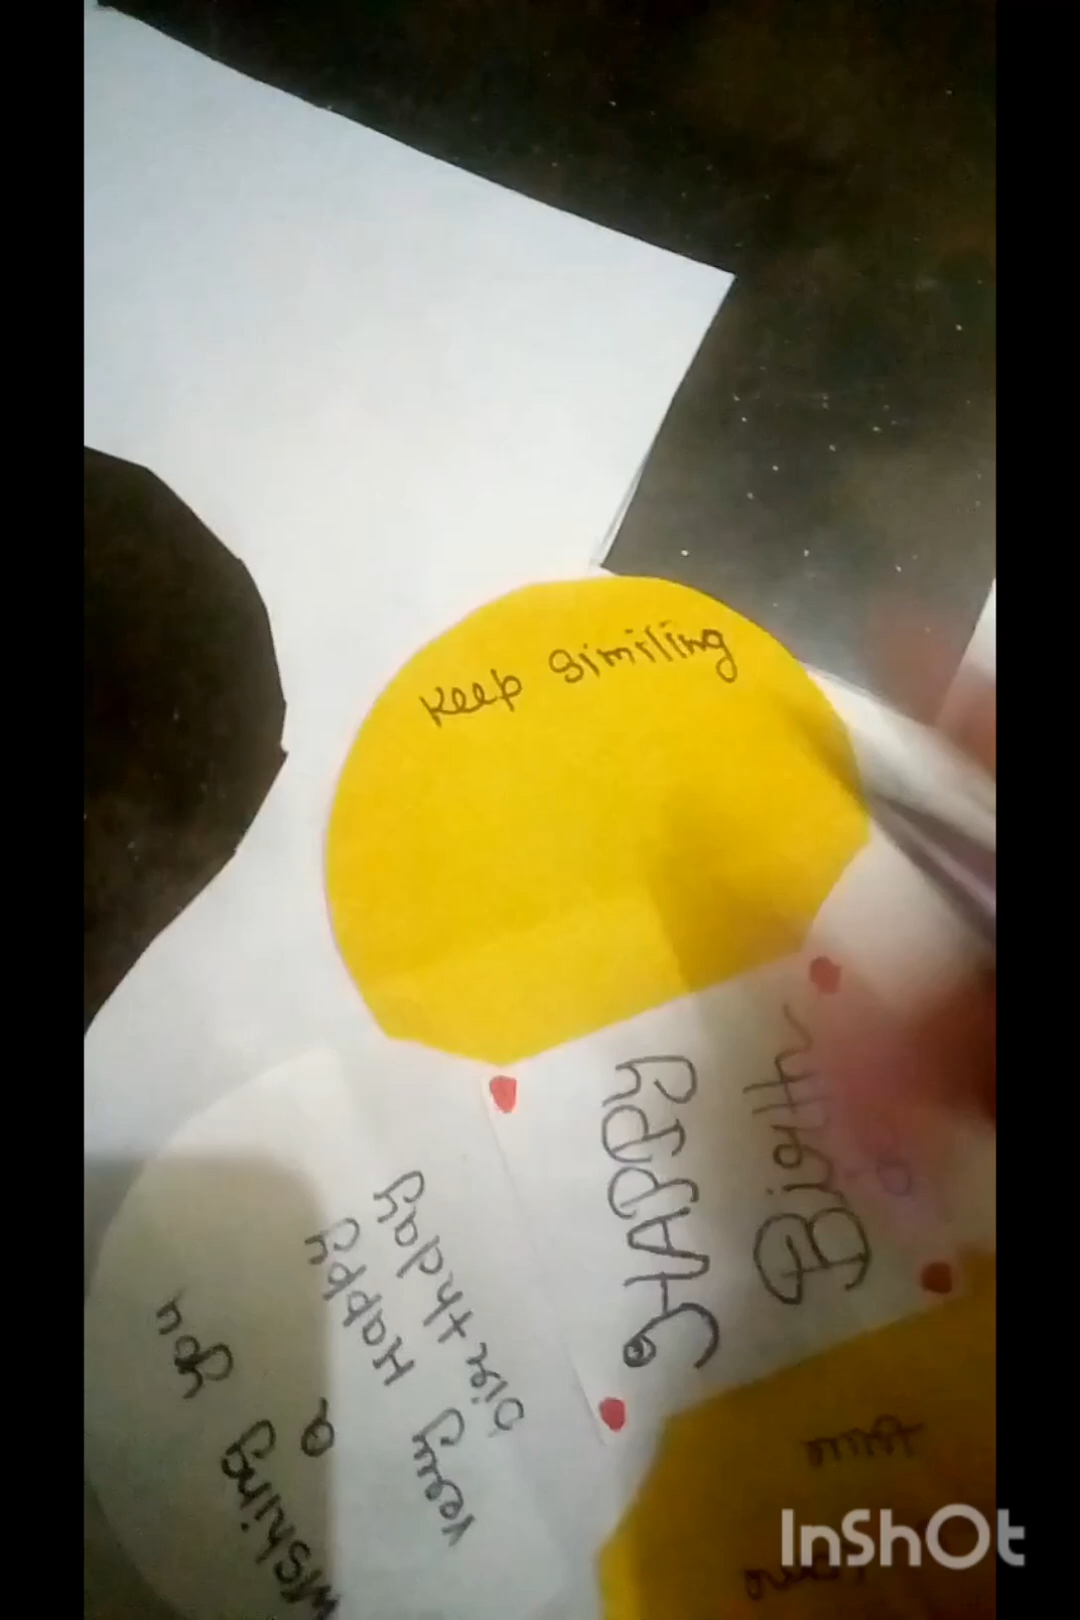 Keep Similing
HAPPY
Birth
Wishing
you
a
very Happy
Birthday
InShOt